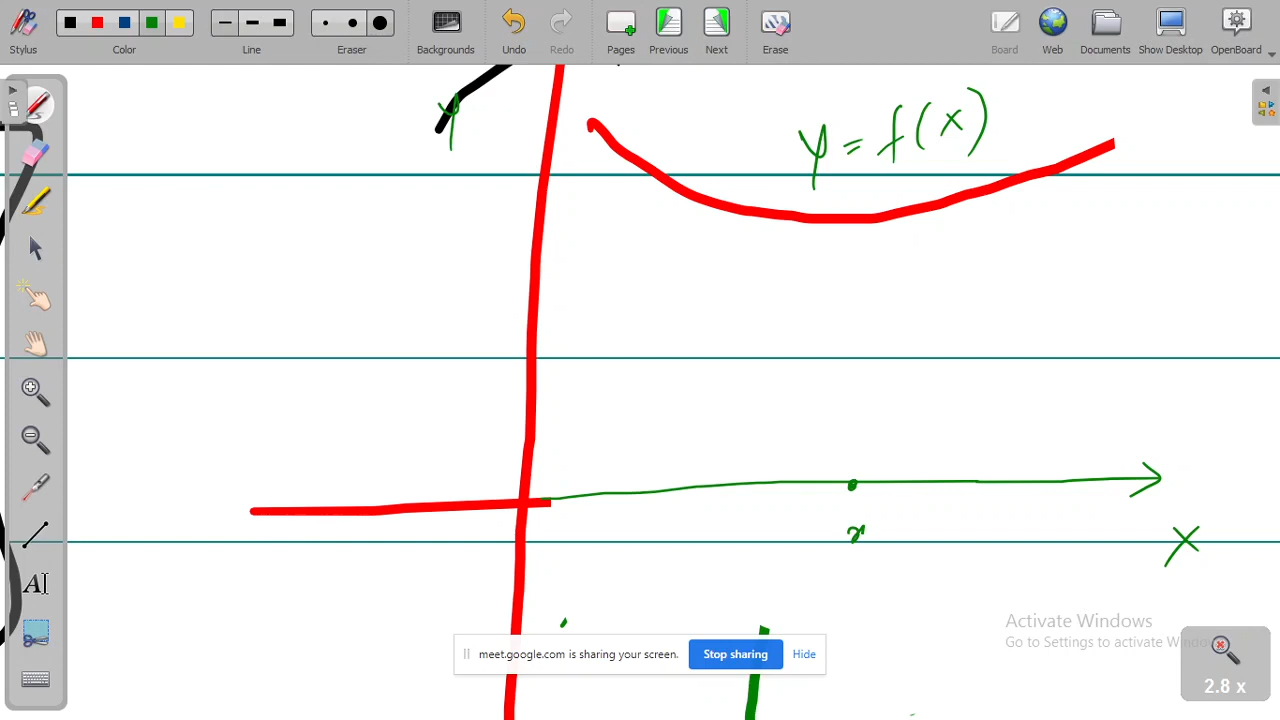 Stylus
Color
Line
Eraser
Backgrounds
Undo
Redo
Pages
Previous
Next
Erase
Board
Web
Documents
Show Desktop
OpenBoard
Y
y = f(x)
x
X
Activate Windows
Go to Settings to activate Windows
meet.google.com is sharing your screen.
Stop sharing
Hide
2.8 x